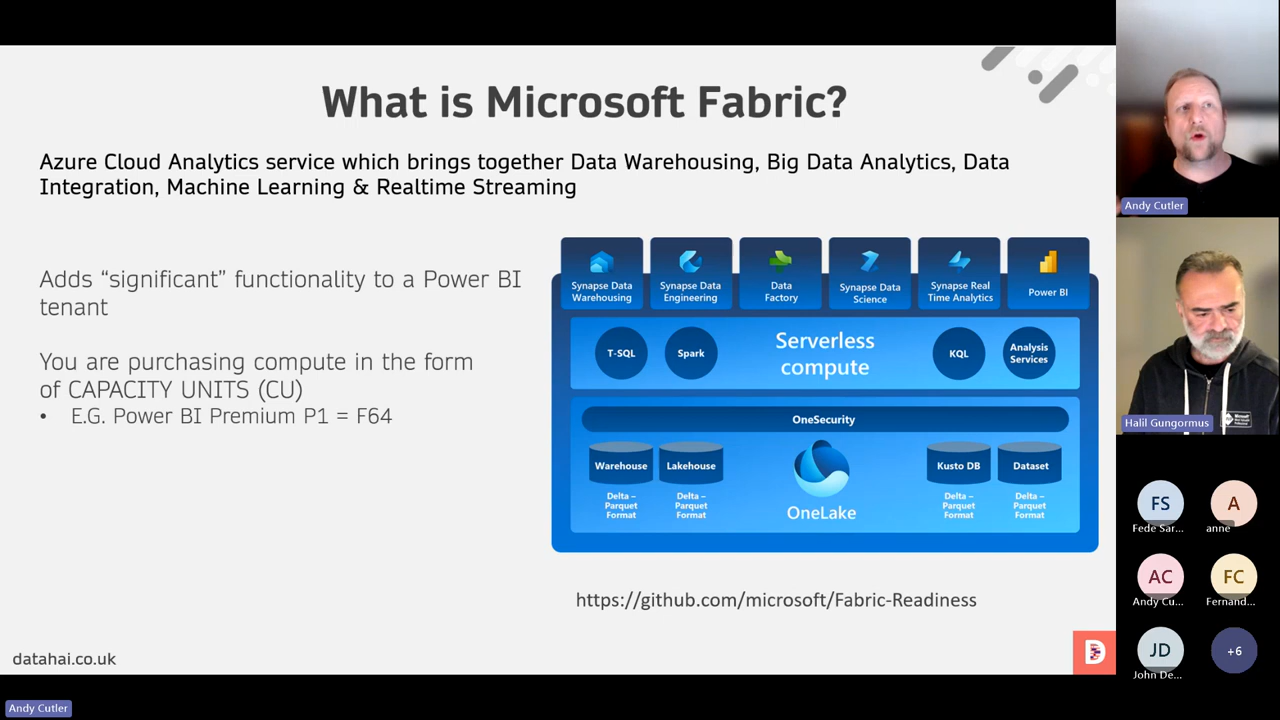 What is Microsoft Fabric?
Azure Cloud Analytics service which brings together Data Warehousing, Big Data Analytics, Data
Integration, Machine Learning & Realtime Streaming
Adds “significant” functionality to a Power BI
tenant
You are purchasing compute in the form
of CAPACITY UNITS (CU)
• E.G. Power BI Premium P1 = F64
Synapse Data
Warehousing
Synapse Data
Engineering
Data
Factory
Synapse Data
Science
Synapse Real
Time Analytics
Power BI
T-SQL
Spark
Serverless
compute
KQL
Analysis
Services
OneSecurity
Warehouse
Lakehouse
Kusto DB
Dataset
Delta –
Parquet
Format
Delta –
Parquet
Format
OneLake
Delta –
Parquet
Format
Delta –
Parquet
Format
https://github.com/microsoft/Fabric-Readiness
datahai.co.uk
D
Andy Cutler
Andy Cutler
Halil Gungormus
FS
Fede Sar...
A
anne
AC
Andy Cu...
FC
Fernand...
JD
John De...
+6